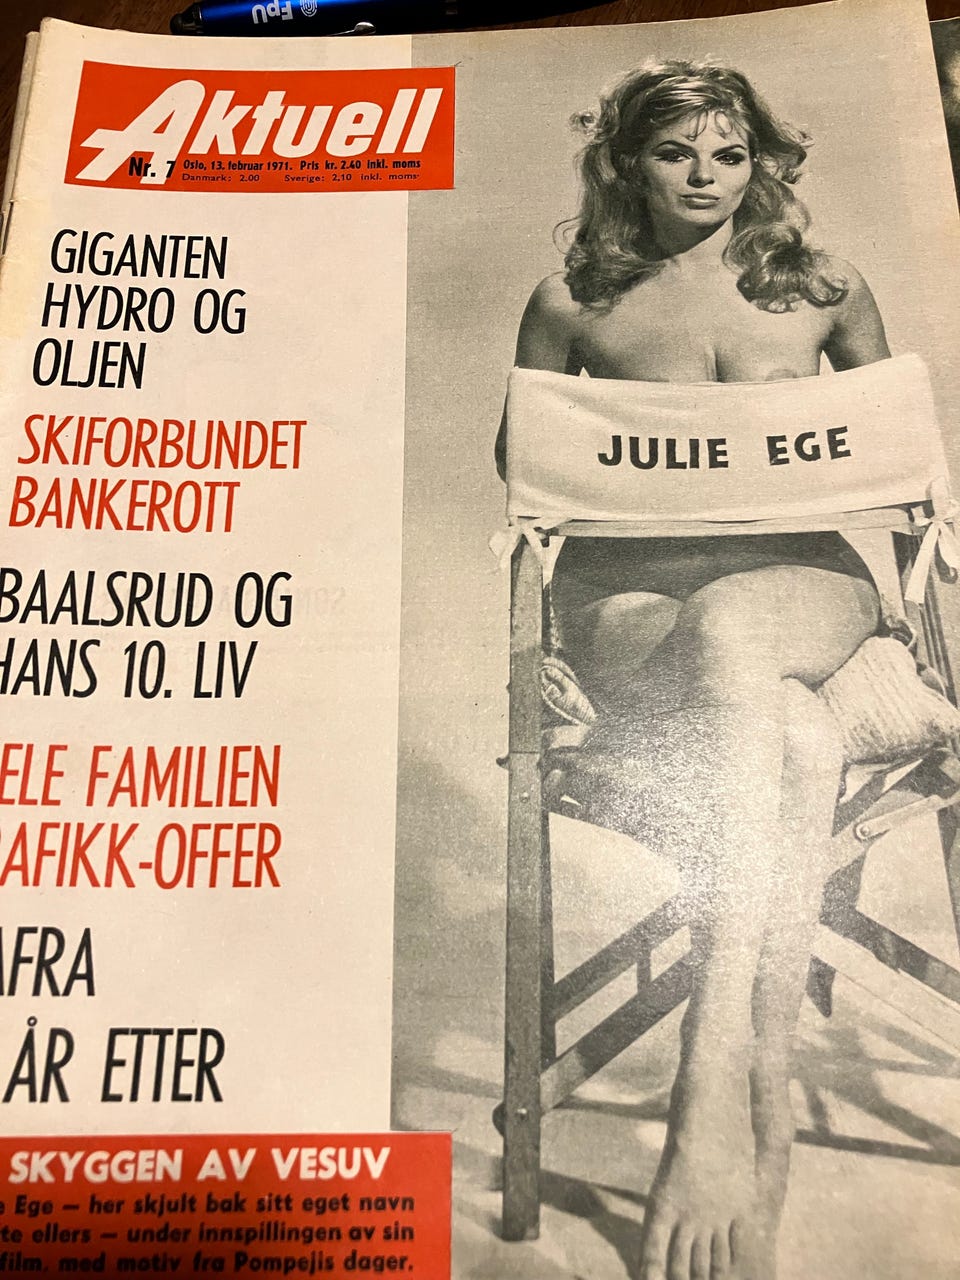 FpU
Aktuell
Nr. 7 Oslo, 13. februar 1971. Pris kr. 2.40 inkl. moms
Danmark: 2.00 Sverige: 2,10 inkl. moms
GIGANTEN
HYDRO OG
OLJEN
SKIFORBUNDET
BANKEROTT
BAALSRUD OG
HANS 10. LIV
ELE FAMILIEN
RAFIKK-OFFER
AFRA
ÅR ETTER
JULIE EGE
SKYGGEN AV VESUV
e Ege — her skjult bak sitt eget navn
te ellers — under innspillingen av sin
film, med motiv fra Pompejis dager.